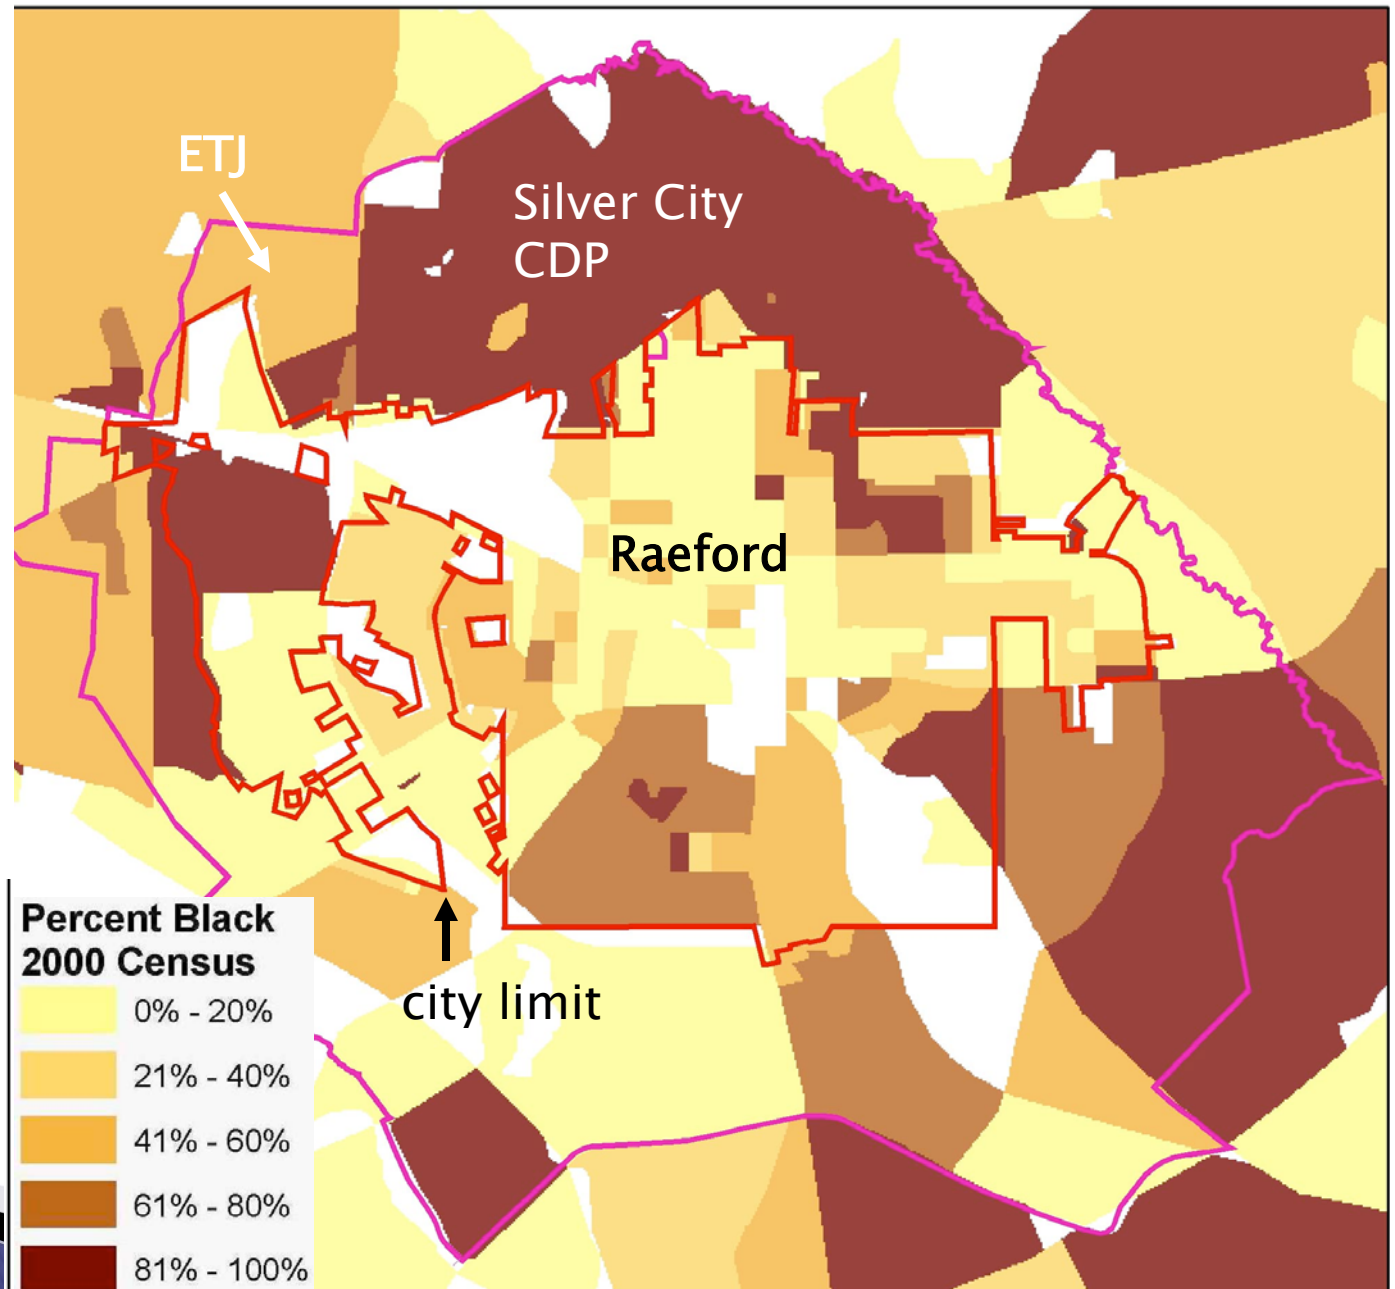 ETJ
Silver City
CDP
Raeford
city limit
Percent Black
2000 Census
0% - 20%
21% - 40%
41% - 60%
61% - 80%
81% - 100%